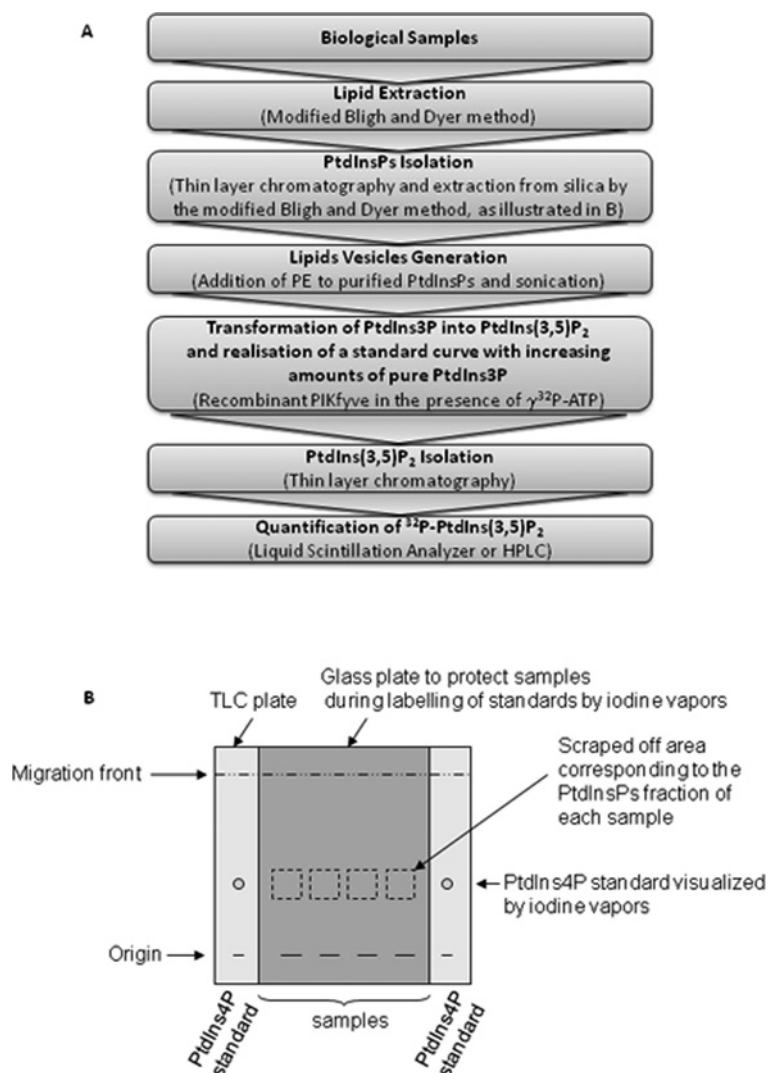 A
Biological Samples
Lipid Extraction
(Modified Bligh and Dyer method)
PtdInsPs Isolation
(Thin layer chromatography and extraction from silica by
the modified Bligh and Dyer method, as illustrated in B)
Lipids Vesicles Generation
(Addition of PE to purified PtdInsPs and sonication)
Transformation of PtdIns3P into PtdIns(3,5)P₂
and realisation of a standard curve with increasing
amounts of pure PtdIns3P
(Recombinant PIKfyve in the presence of γ³²P-ATP)
PtdIns(3,5)P₂ Isolation
(Thin layer chromatography)
Quantification of ³²P-PtdIns(3,5)P₂
(Liquid Scintillation Analyzer or HPLC)
B
Glass plate to protect samples
during labelling of standards by iodine vapors
TLC plate
Scraped off area
corresponding to the
PtdInsPs fraction of
each sample
Migration front
PtdIns4P standard visualized
by iodine vapors
Origin
PtdIns4P
standard
samples
PtdIns4P
standard